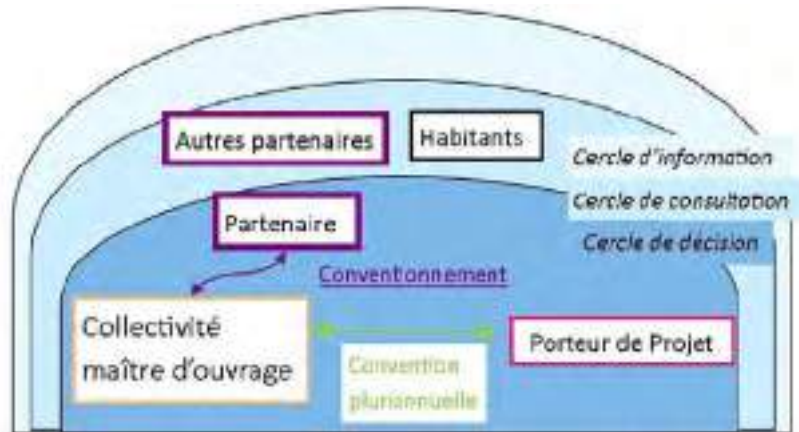 Autres partenaires
Habitants
Cercle d'information
Cercle de consultation
Partenaire
Cercle de décision
Conventionnement
Collectivité
maître d'ouvrage
Porteur de Projet
Convention
plurionnuelle